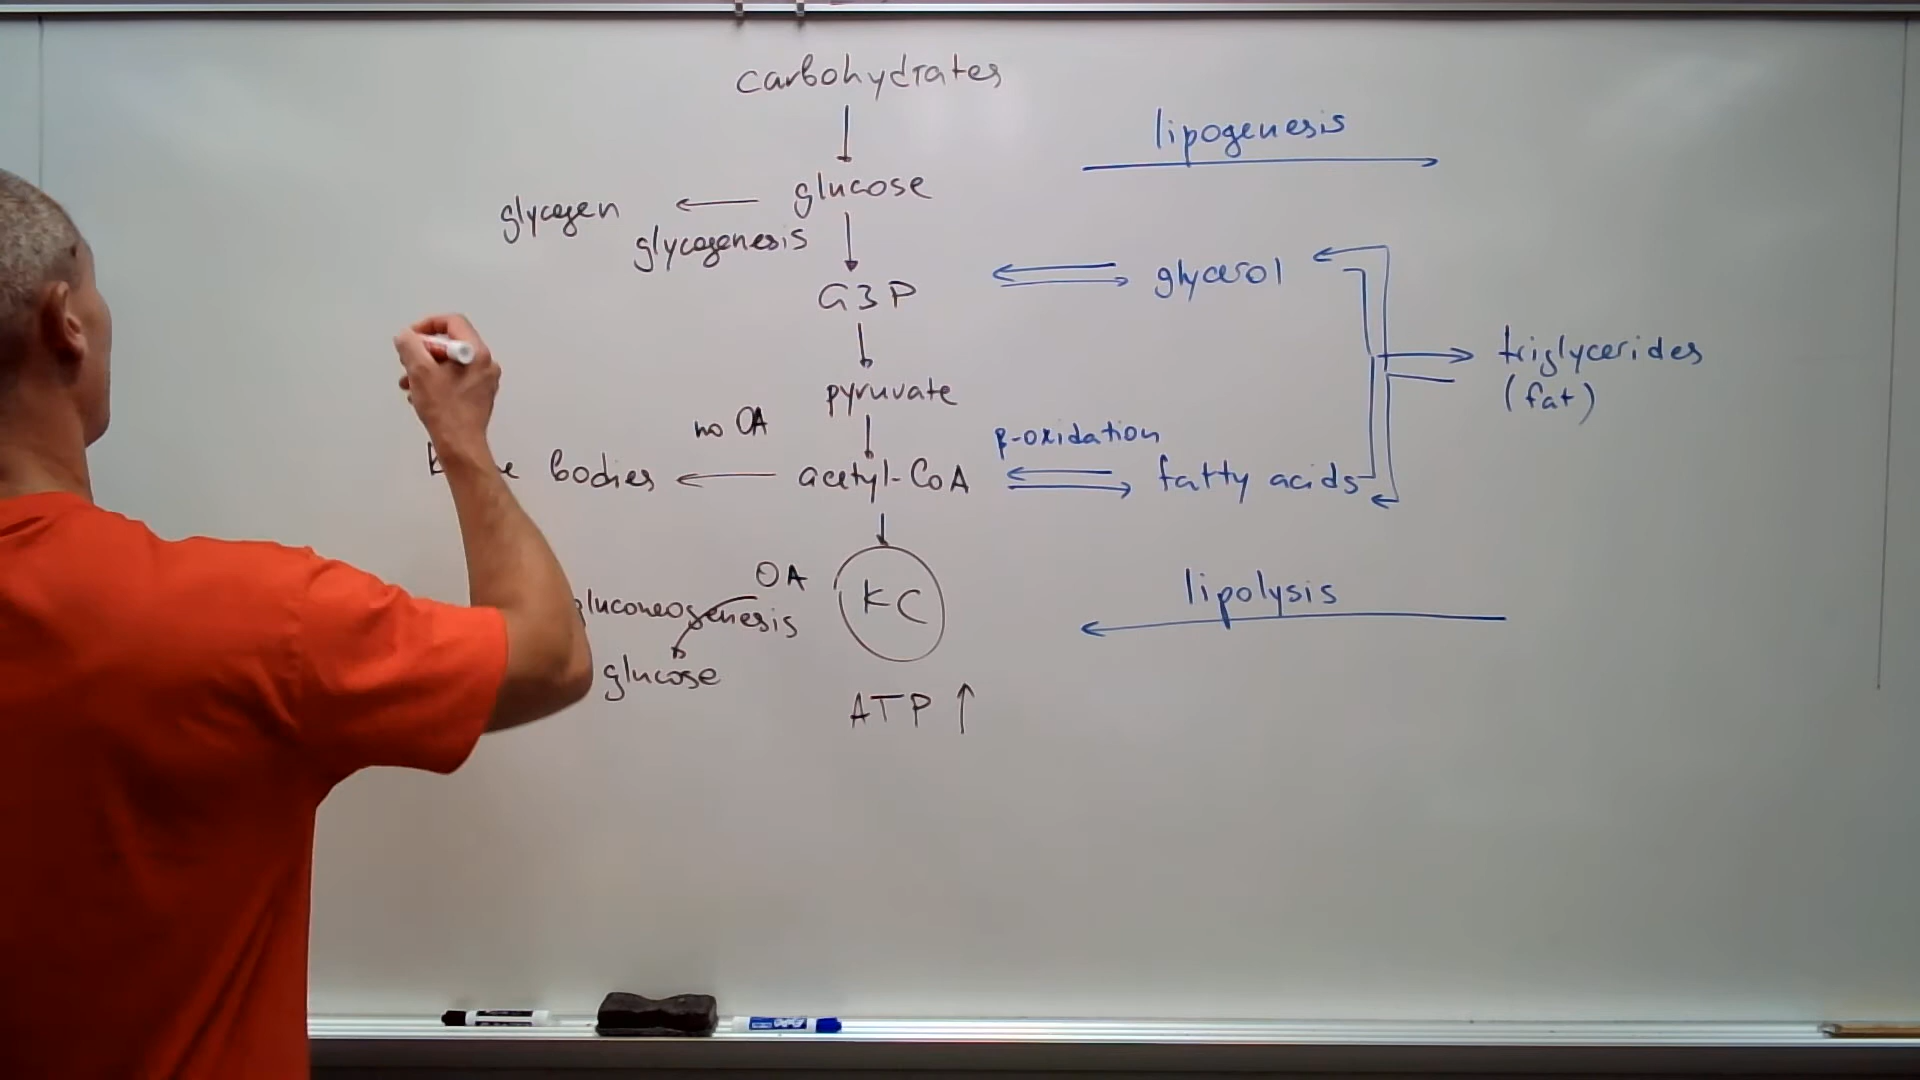 carbohydrates
lipogenesis
glycogen
glucose
glycogenesis
G3P
glycerol
triglycerides
(fat)
pyruvate
no OA
β-oxidation
bodies
acetyl-CoA
fatty acids
OA
KC
gluconeogenesis
lipolysis
glucose
ATP ↑